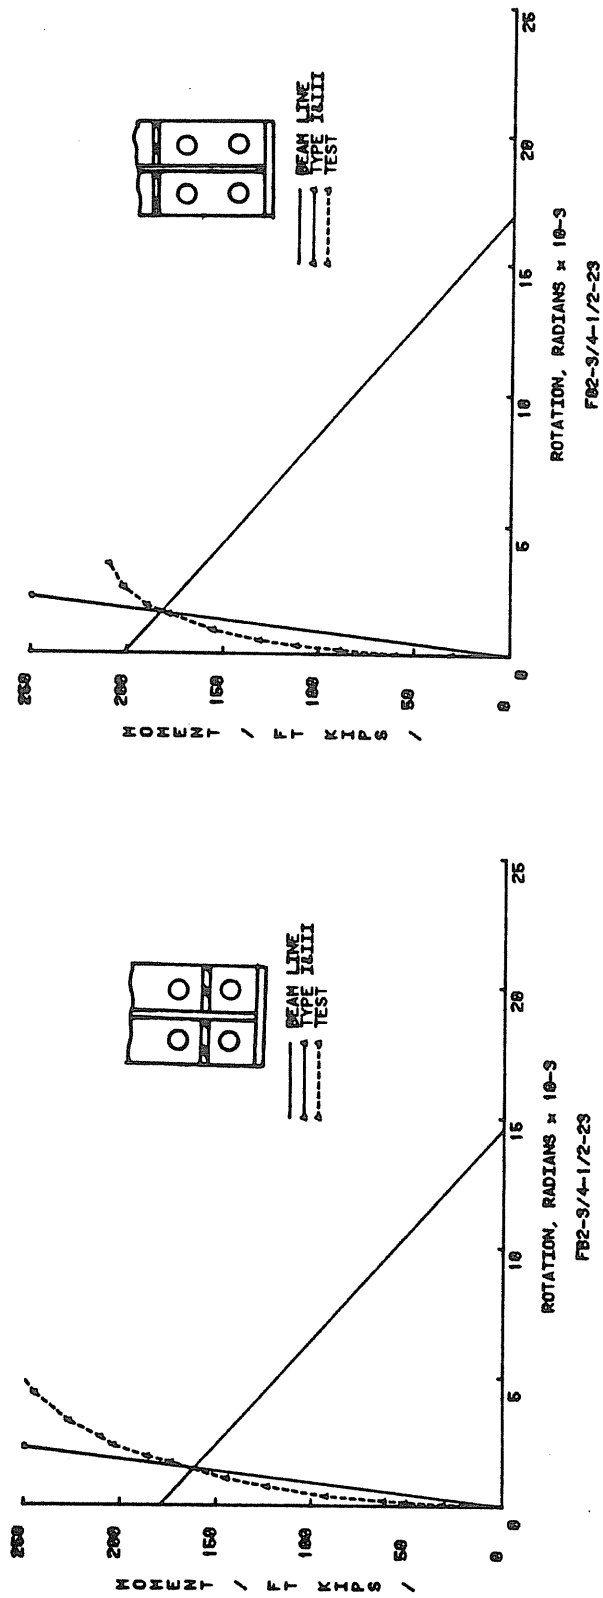 MOMENT / FT KIPS /
250
200
150
100
50
0
BEAM LINE
TYPE I&III
TEST
0 5 10 15 20 25
ROTATION, RADIANS x 10-3
FB2-3/4-1/2-23
MOMENT / FT KIPS /
250
200
150
100
50
0
BEAM LINE
TYPE I&III
TEST
0 5 10 15 20 25
ROTATION, RADIANS x 10-3
FB2-3/4-1/2-23